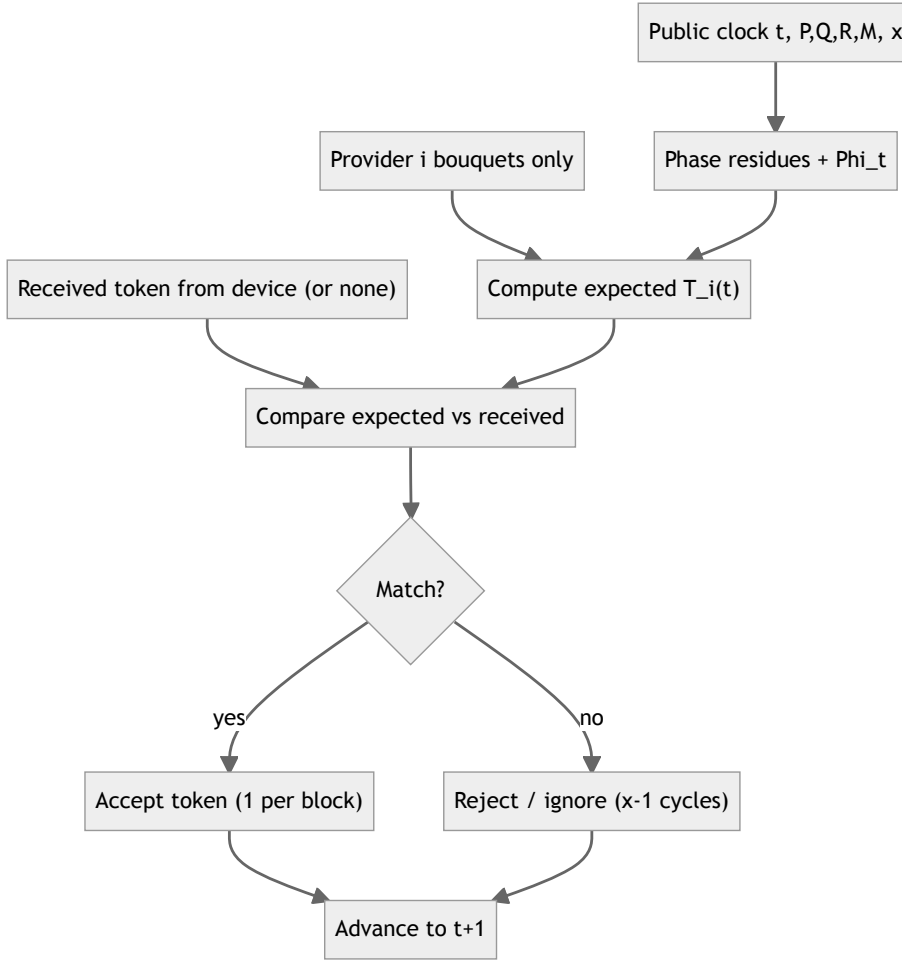 Public clock t, P,Q,R,M, x
Provider i bouquets only
Phase residues + Phi_t
Received token from device (or none)
Compute expected T_i(t)
Compare expected vs received
Match?
yes
no
Accept token (1 per block)
Reject / ignore (x-1 cycles)
Advance to t+1